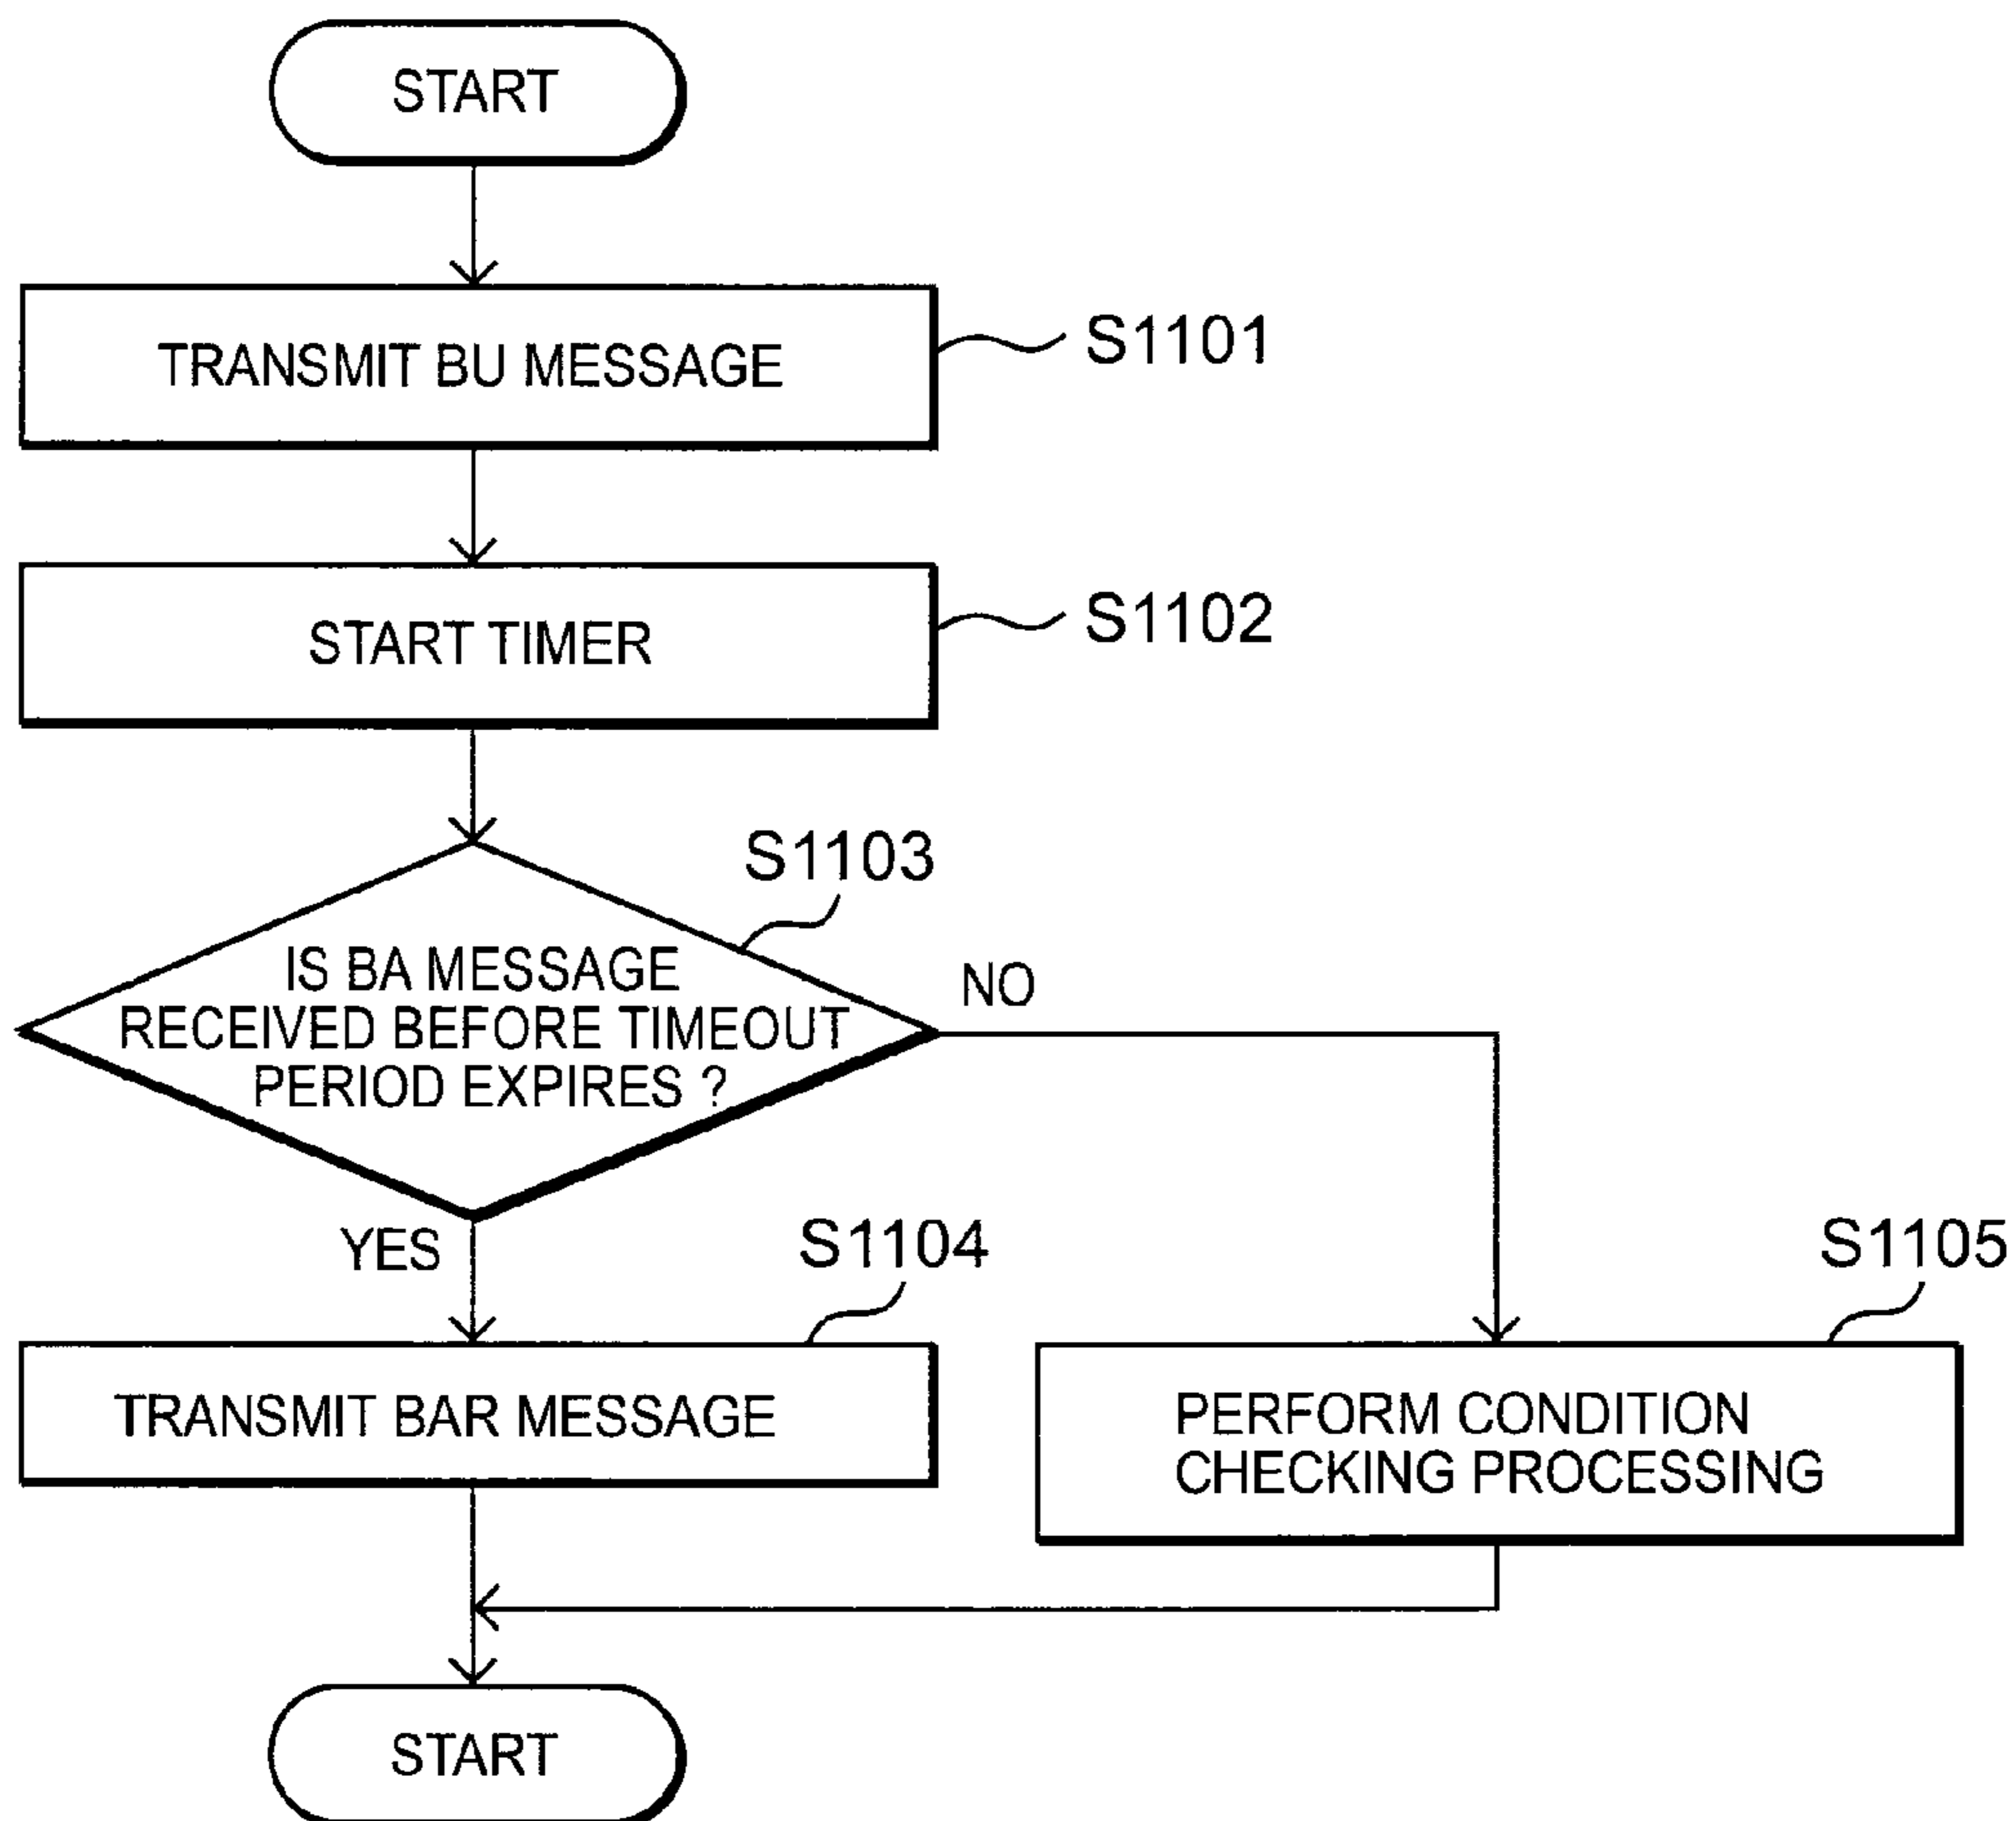 START
TRANSMIT BU MESSAGE
S1101
START TIMER
S1102
S1103
IS BA MESSAGE
RECEIVED BEFORE TIMEOUT
PERIOD EXPIRES ?
NO
YES
S1104
TRANSMIT BAR MESSAGE
S1105
PERFORM CONDITION
CHECKING PROCESSING
START